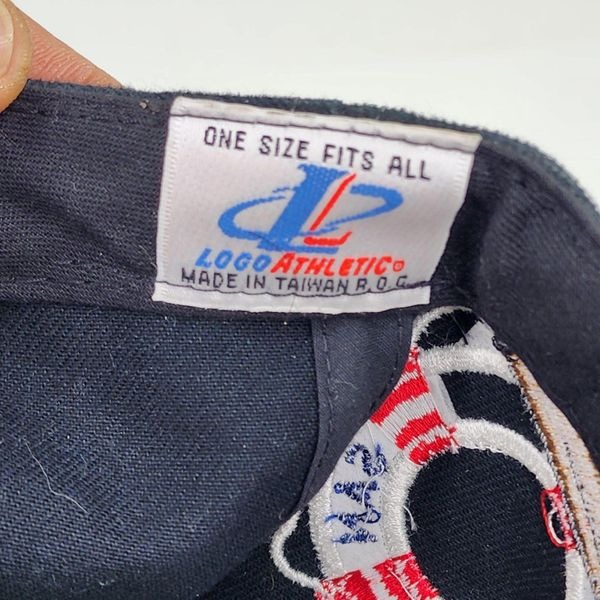 ONE SIZE FITS ALL
LOGO ATHLETIC®
MADE IN TAIWAN R.O.C.